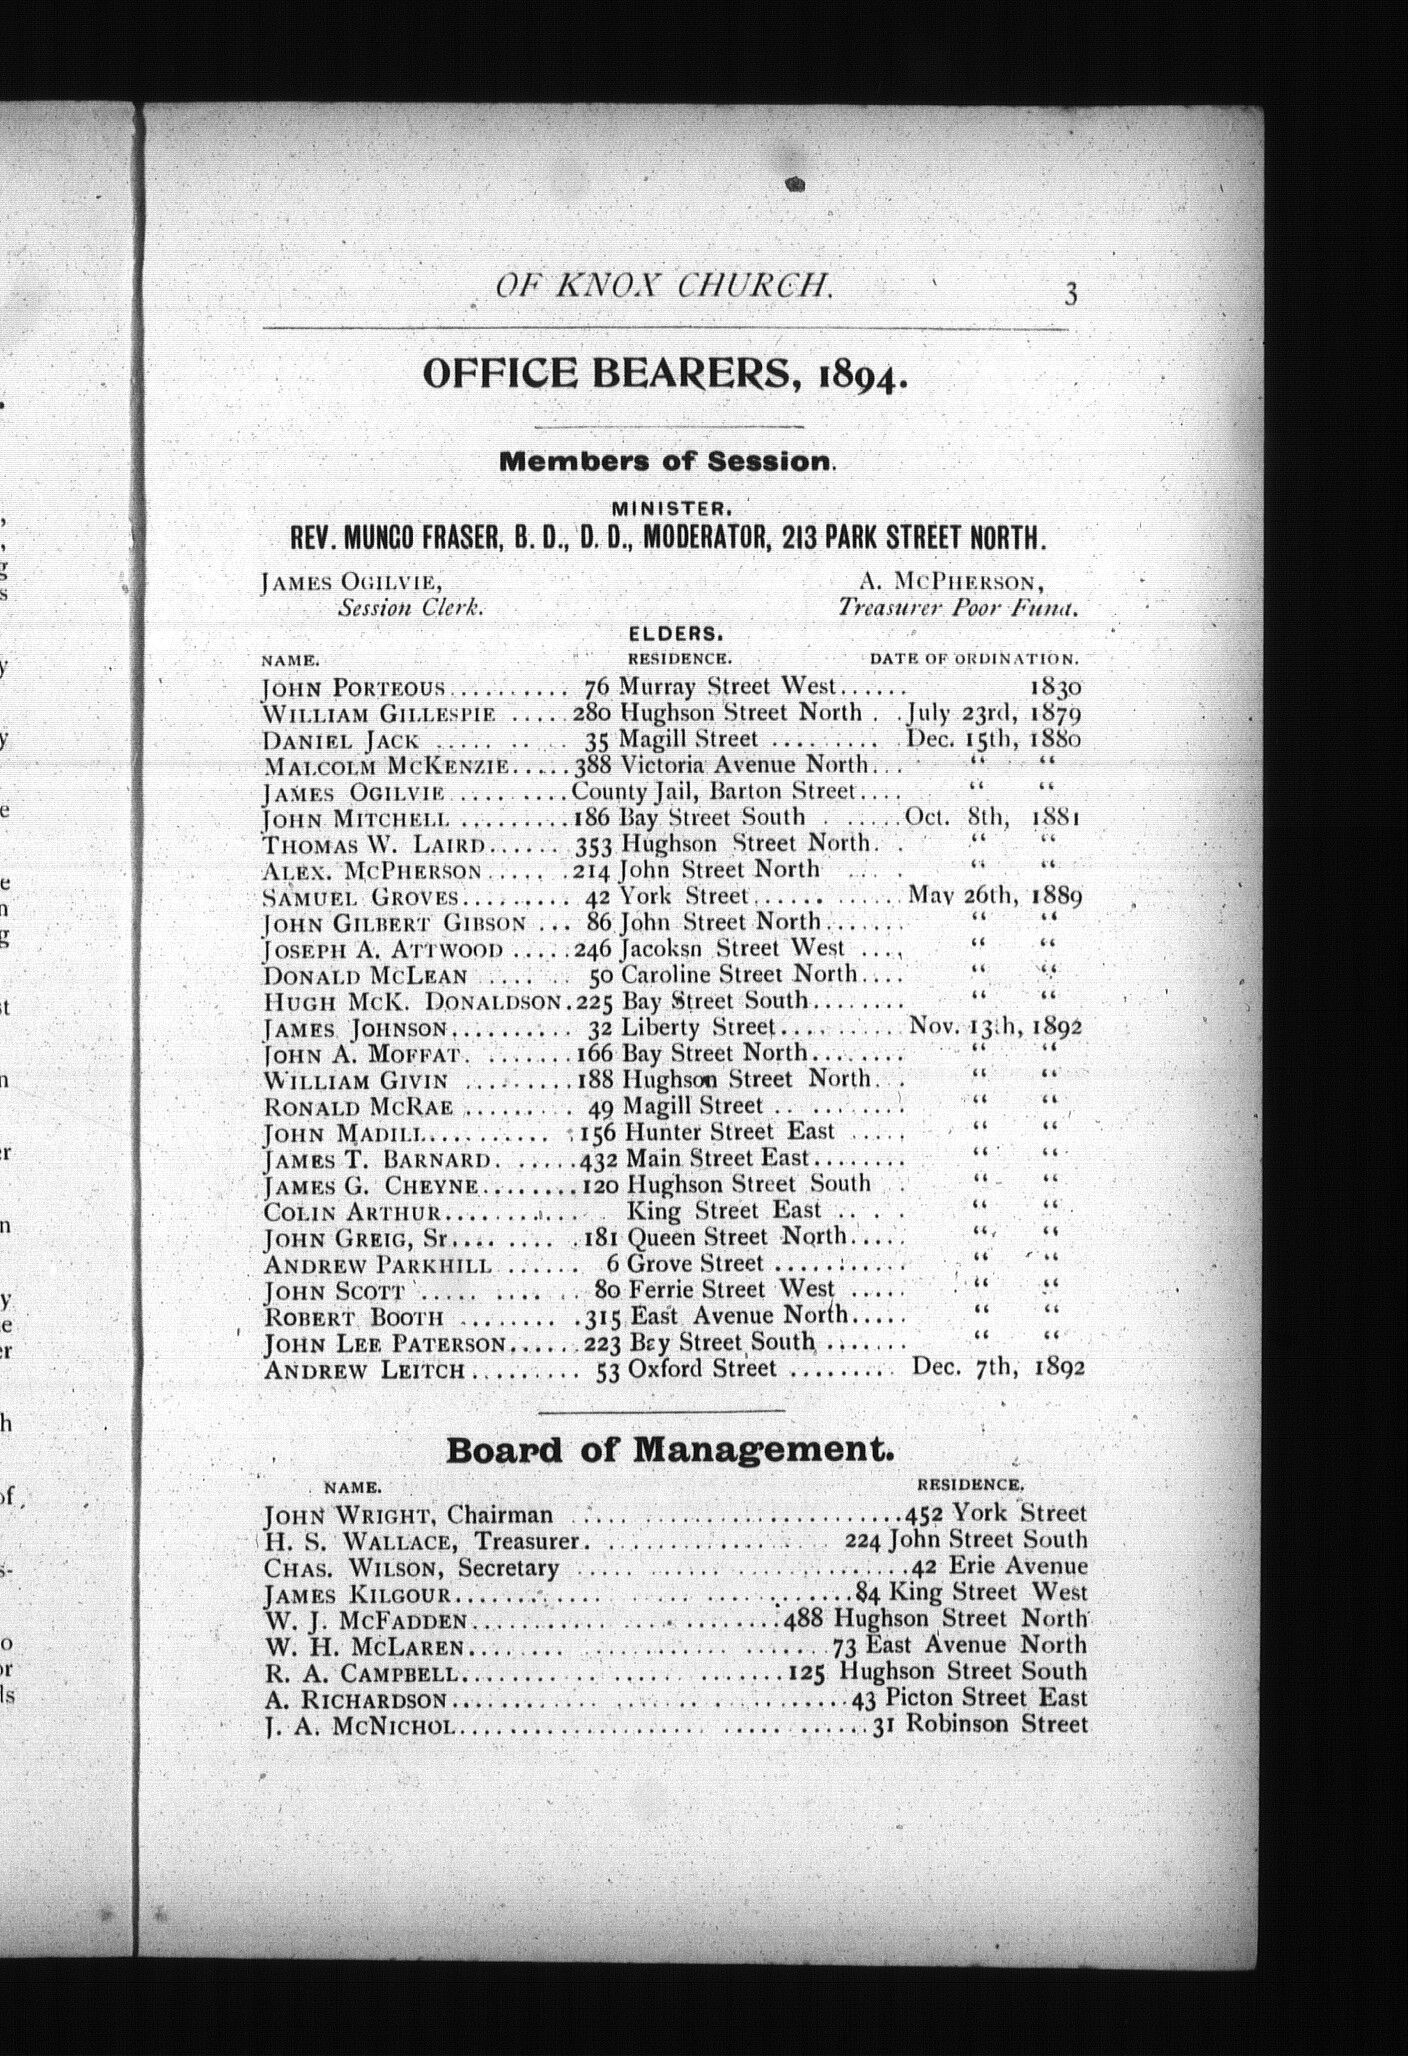 OF KNOX CHURCH. 3
OFFICE BEARERS, 1894.
Members of Session.
MINISTER.
REV. MUNGO FRASER, B. D., D. D., MODERATOR, 213 PARK STREET NORTH.
JAMES OGILVIE, A. MCPHERSON,
Session Clerk. Treasurer Poor Fund.
ELDERS.
NAME. RESIDENCE. DATE OF ORDINATION.
JOHN PORTEOUS.......... 76 Murray Street West...... 1830
WILLIAM GILLESPIE .....280 Hughson Street North . .July 23rd, 1879
DANIEL JACK ..... .. .. 35 Magill Street ......... .Dec. 15th, 1880
MALCOLM MCKENZIE.....388 Victoria Avenue North... “ “
JAMES OGILVIE..........County Jail, Barton Street.... “ “
JOHN MITCHELL .........186 Bay Street South . .....Oct. 8th, 1881
THOMAS W. LAIRD...... 353 Hughson Street North. . “ “
ALEX. MCPHERSON...... .214 John Street North .... “ “
SAMUEL GROVES......... 42 York Street...... ......May 26th, 1889
JOHN GILBERT GIBSON ... 86 John Street North....... “ “
JOSEPH A. ATTWOOD .....246 Jacoksn Street West .... “ “
DONALD MCLEAN ..... .. 50 Caroline Street North.... “ “
HUGH MCK. DONALDSON.225 Bay Street South........ “ “
JAMES JOHNSON.......... 32 Liberty Street.... ......Nov. 13th, 1892
JOHN A. MOFFAT. .......166 Bay Street North........ “ “
WILLIAM GIVIN .........188 Hughson Street North. . “ “
RONALD MCRAE ......... 49 Magill Street .. ........ “ “
JOHN MADILL........... .156 Hunter Street East ..... “ “
JAMES T. BARNARD. .....432 Main Street East........ “ “
JAMES G. CHEYNE........120 Hughson Street South . “ “
COLIN ARTHUR........... King Street East .. . . “ “
JOHN GREIG, Sr.... .... .181 Queen Street North..... “ “
ANDREW PARKHILL ...... 6 Grove Street .......... “ “
JOHN SCOTT ..... ..... . 80 Ferrie Street West ..... “ “
ROBERT BOOTH ........ .315 East Avenue North..... “ “
JOHN LEE PATERSON...... 223 Bay Street South ....... “ “
ANDREW LEITCH......... 53 Oxford Street ........ . Dec. 7th, 1892
Board of Management.
NAME. RESIDENCE.
JOHN WRIGHT, Chairman .... ....................452 York Street
H. S. WALLACE, Treasurer. .................. 224 John Street South
CHAS. WILSON, Secretary ..... ...... ..........42 Erie Avenue
JAMES KILGOUR............ ..... ............84 King Street West
W. J. MCFADDEN........................488 Hughson Street North
W. H. MCLAREN........ ........... ...... 73 East Avenue North
R. A. CAMPBELL........... ..... .......125 Hughson Street South
A. RICHARDSON............ ...... .........43 Picton Street East
J. A. MCNICHOL................... ..... ......31 Robinson Street